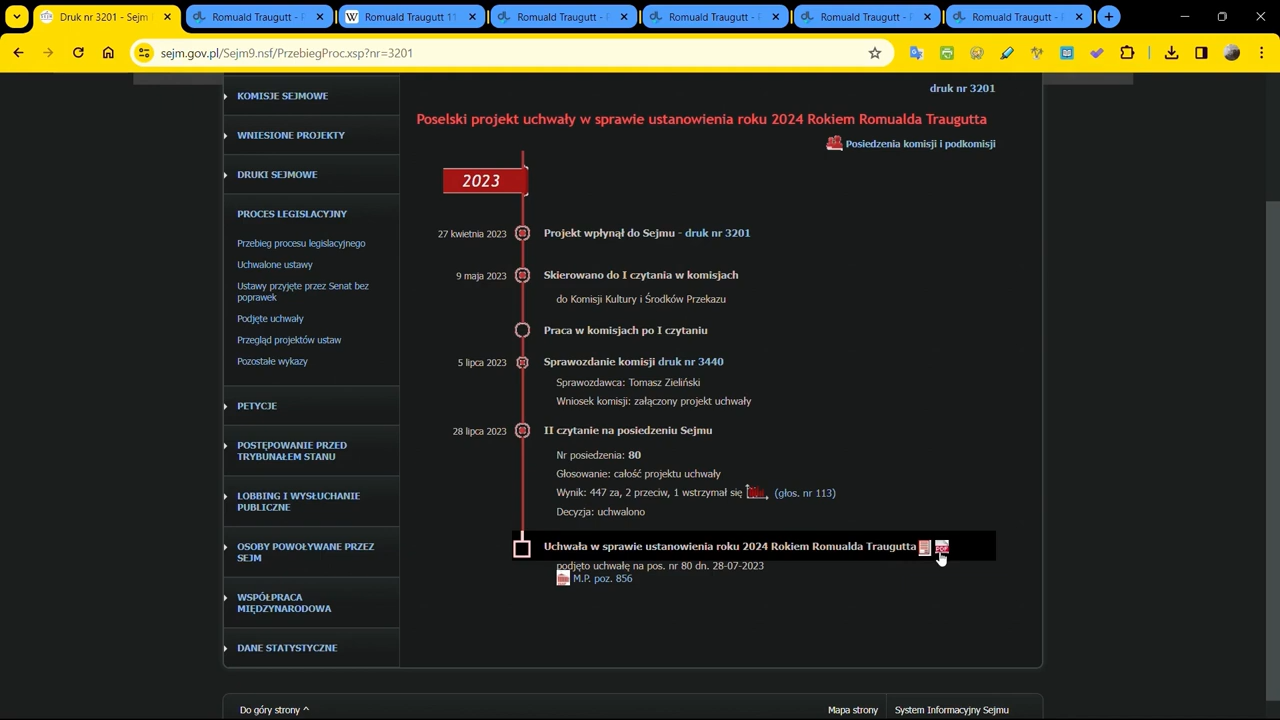 Druk nr 3201 - Sejm
Romuald Traugutt -
Romuald Traugutt 11
Romuald Traugutt -
Romuald Traugutt -
Romuald Traugutt -
Romuald Traugutt -
sejm.gov.pl/Sejm9.nsf/PrzebiegProc.xsp?nr=3201
KOMISJE SEJMOWE
WNIESIONE PROJEKTY
DRUKI SEJMOWE
PROCES LEGISLACYJNY
Przebieg procesu legislacyjnego
Uchwalone ustawy
Ustawy przyjęte przez Senat bez
poprawek
Podjęte uchwały
Przegląd projektów ustaw
Pozostałe wykazy
PETYCJE
POSTĘPOWANIE PRZED
TRYBUNAŁEM STANU
LOBBING I WYSŁUCHANIE
PUBLICZNE
OSOBY POWOŁYWANE PRZEZ
SEJM
WSPÓŁPRACA
MIĘDZYNARODOWA
DANE STATYSTYCZNE
druk nr 3201
Poselski projekt uchwały w sprawie ustanowienia roku 2024 Rokiem Romualda Traugutta
Posiedzenia komisji i podkomisji
2023
27 kwietnia 2023 Projekt wpłynął do Sejmu - druk nr 3201
9 maja 2023 Skierowano do I czytania w komisjach
do Komisji Kultury i Środków Przekazu
Praca w komisjach po I czytaniu
5 lipca 2023 Sprawozdanie komisji druk nr 3440
Sprawozdawca: Tomasz Zieliński
Wniosek komisji: załączony projekt uchwały
28 lipca 2023 II czytanie na posiedzeniu Sejmu
Nr posiedzenia: 80
Głosowanie: całość projektu uchwały
Wynik: 447 za, 2 przeciw, 1 wstrzymał się (głos. nr 113)
Decyzja: uchwalono
Uchwała w sprawie ustanowienia roku 2024 Rokiem Romualda Traugutta PDF
podjęto uchwałę na pos. nr 80 dn. 28-07-2023
M.P. poz. 856
Do góry strony ^
Mapa strony
System Informacyjny Sejmu